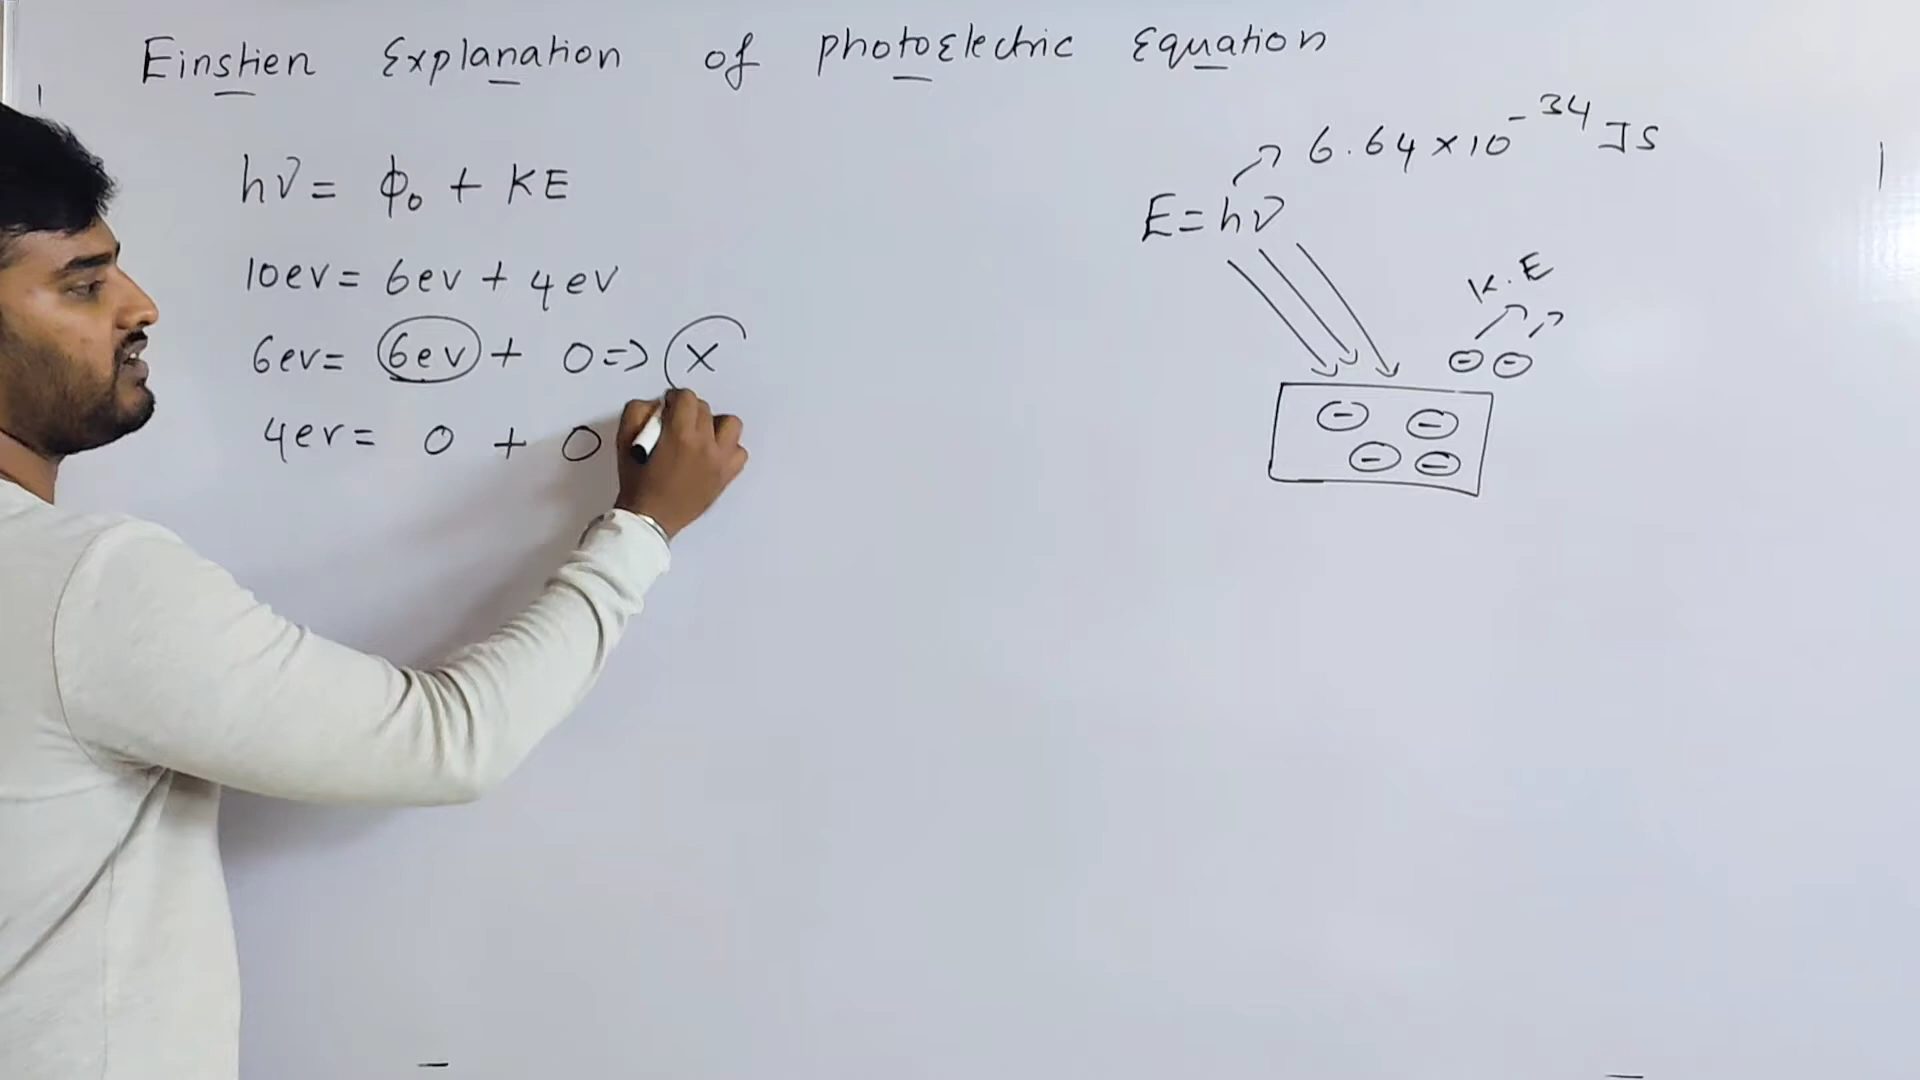 Einstien Explanation of photoelectric Equation
hν = ϕ₀ + KE
10ev = 6ev + 4ev
6ev = 6ev + 0 => x
4ev = 0 + 0
6.64 × 10⁻³⁴ JS
E = hν
K.E